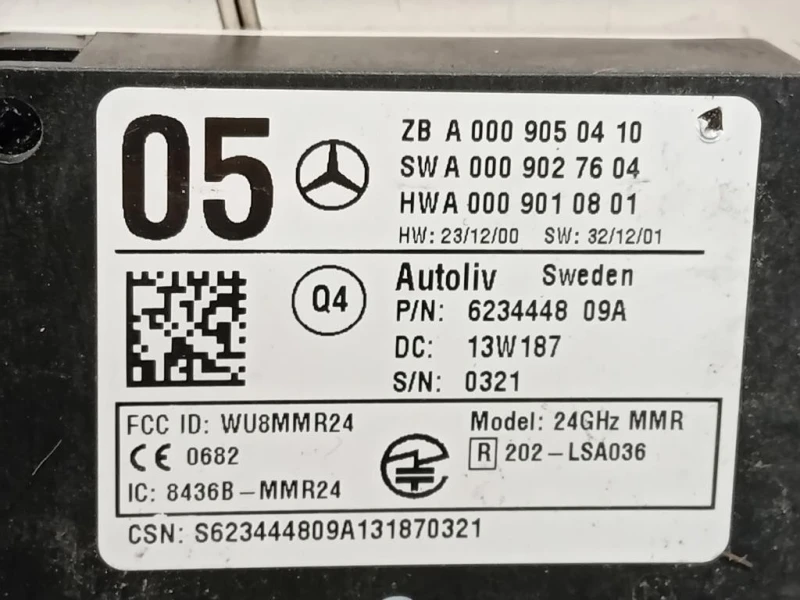 05
ZB A 000 905 04 10
SW A 000 902 76 04
HW A 000 901 08 01
HW: 23/12/00 SW: 32/12/01
Q4
Autoliv Sweden
P/N: 6234448 09A
DC: 13W187
S/N: 0321
FCC ID: WU8MMR24
Model: 24GHz MMR
CE 0682
R 202-LSA036
IC: 8436B-MMR24
CSN: S623444809A131870321